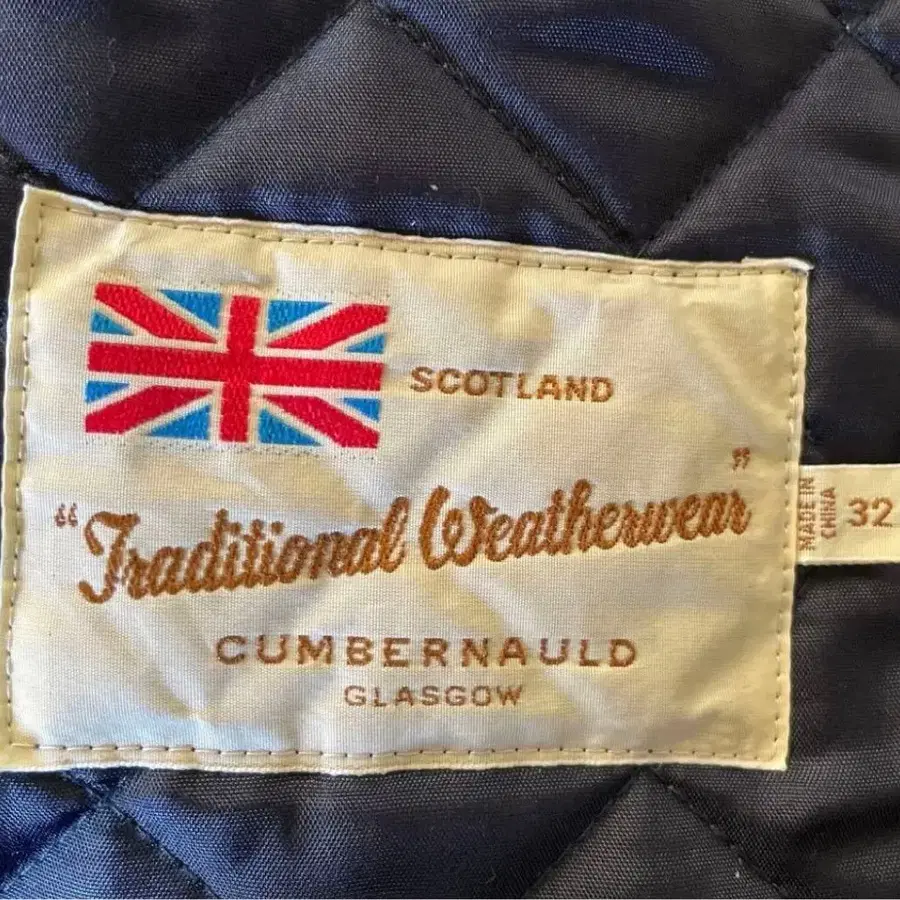 SCOTLAND
"Traditional Weatherwear"
CUMBERNAULD
GLASGOW
MADE IN
CHINA
32